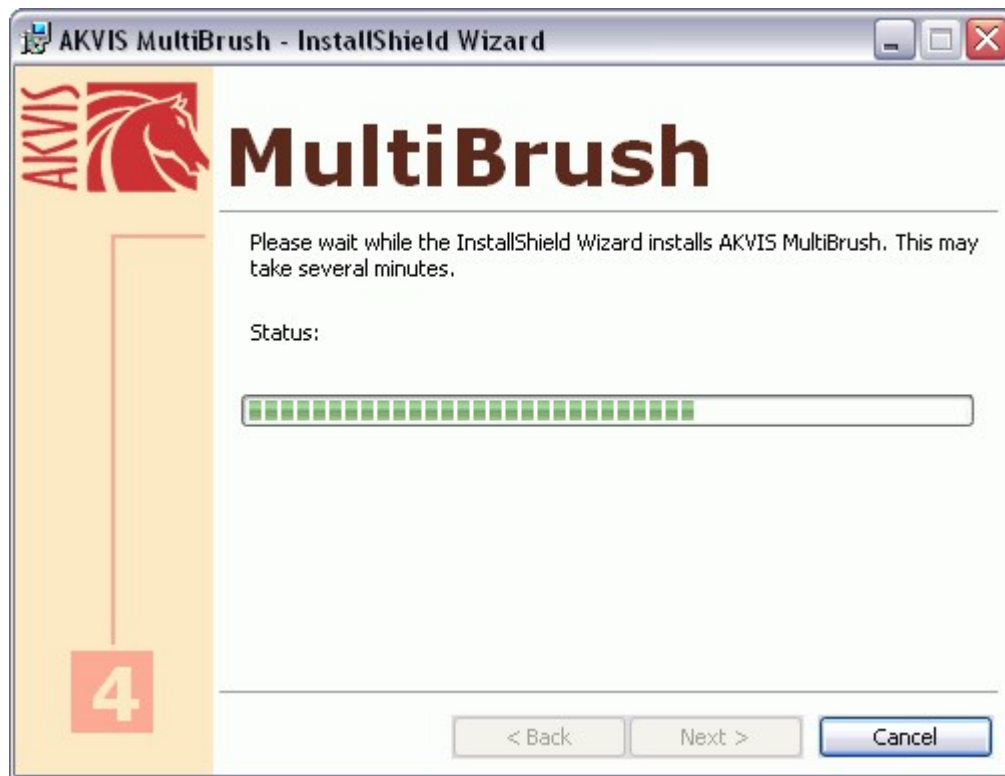 AKVIS MultiBrush - InstallShield Wizard
AKVIS
MultiBrush
Please wait while the InstallShield Wizard installs AKVIS MultiBrush. This may
take several minutes.
Status:
4
< Back
Next >
Cancel